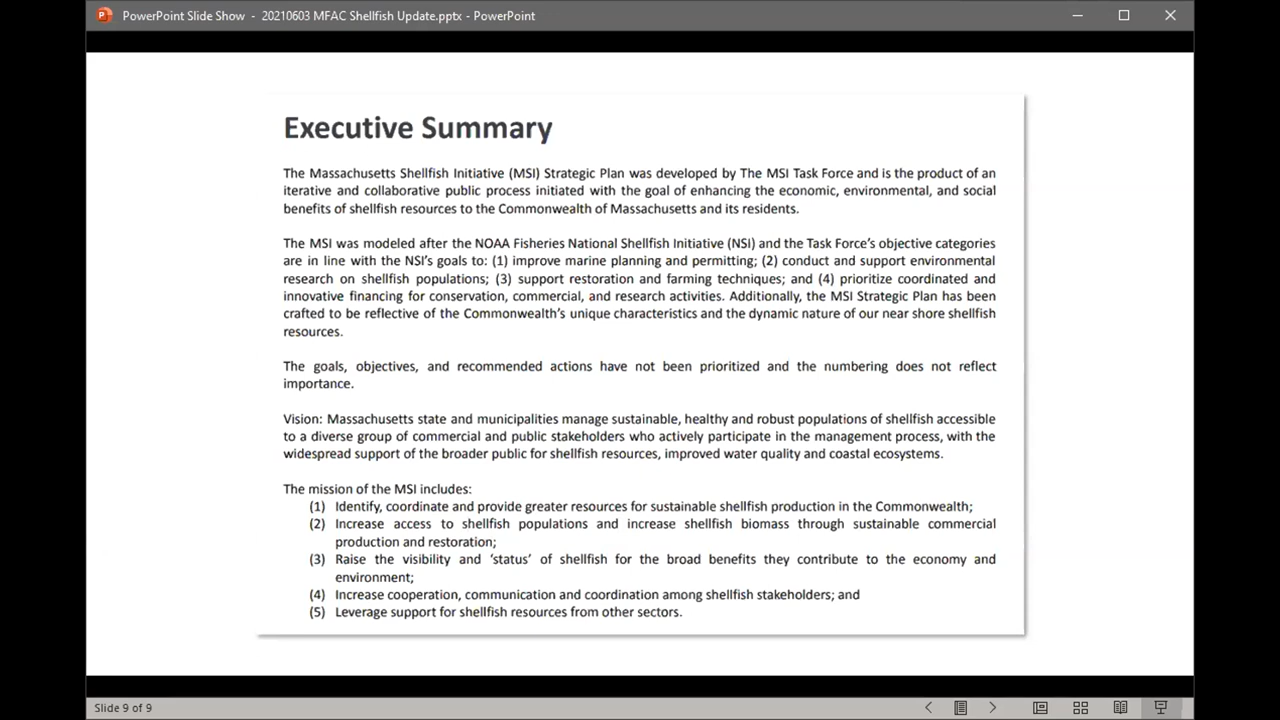 PowerPoint Slide Show - 20210603 MFAC Shellfish Update.pptx - PowerPoint
Executive Summary
The Massachusetts Shellfish Initiative (MSI) Strategic Plan was developed by The MSI Task Force and is the product of an
iterative and collaborative public process initiated with the goal of enhancing the economic, environmental, and social
benefits of shellfish resources to the Commonwealth of Massachusetts and its residents.
The MSI was modeled after the NOAA Fisheries National Shellfish Initiative (NSI) and the Task Force's objective categories
are in line with the NSI's goals to: (1) improve marine planning and permitting; (2) conduct and support environmental
research on shellfish populations; (3) support restoration and farming techniques; and (4) prioritize coordinated and
innovative financing for conservation, commercial, and research activities. Additionally, the MSI Strategic Plan has been
crafted to be reflective of the Commonwealth's unique characteristics and the dynamic nature of our near shore shellfish
resources.
The goals, objectives, and recommended actions have not been prioritized and the numbering does not reflect
importance.
Vision: Massachusetts state and municipalities manage sustainable, healthy and robust populations of shellfish accessible
to a diverse group of commercial and public stakeholders who actively participate in the management process, with the
widespread support of the broader public for shellfish resources, improved water quality and coastal ecosystems.
The mission of the MSI includes:
(1) Identify, coordinate and provide greater resources for sustainable shellfish production in the Commonwealth;
(2) Increase access to shellfish populations and increase shellfish biomass through sustainable commercial
production and restoration;
(3) Raise the visibility and 'status' of shellfish for the broad benefits they contribute to the economy and
environment;
(4) Increase cooperation, communication and coordination among shellfish stakeholders; and
(5) Leverage support for shellfish resources from other sectors.
Slide 9 of 9